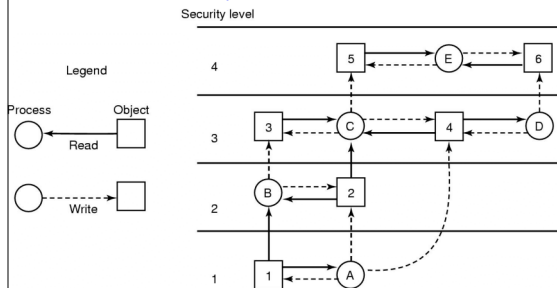 Security level
Legend
Process Object
Read
Write
4
5 E 6
3
3 C 4 D
2
B 2
1
1 A